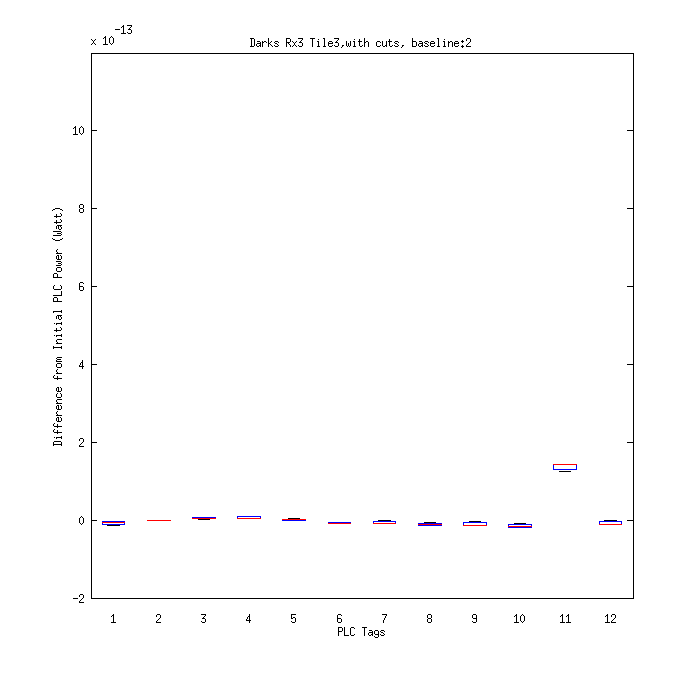 x 10 -13
Darks Rx3 Tile3,with cuts, baseline:2
10
8
6
4
2
0
-2
Difference from Initial PLC Power (Watt)
1 2 3 4 5 6 7 8 9 10 11 12
PLC Tags